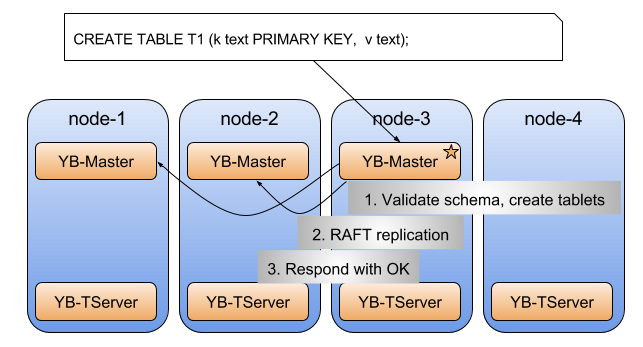 CREATE TABLE T1 (k text PRIMARY KEY, v text);
node-1
node-2
node-3
node-4
YB-Master
YB-Master
YB-Master
1. Validate schema, create tablets
2. RAFT replication
3. Respond with OK
YB-TServer
YB-TServer
YB-TServer
YB-TServer